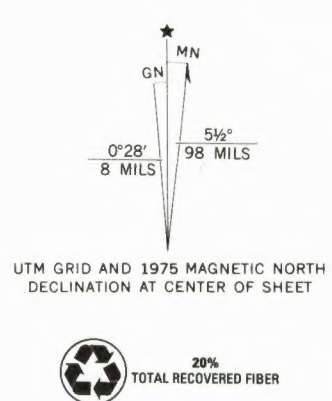 ★
MN
GN
5½°
0°28′
98 MILS
8 MILS
UTM GRID AND 1975 MAGNETIC NORTH
DECLINATION AT CENTER OF SHEET
20%
TOTAL RECOVERED FIBER